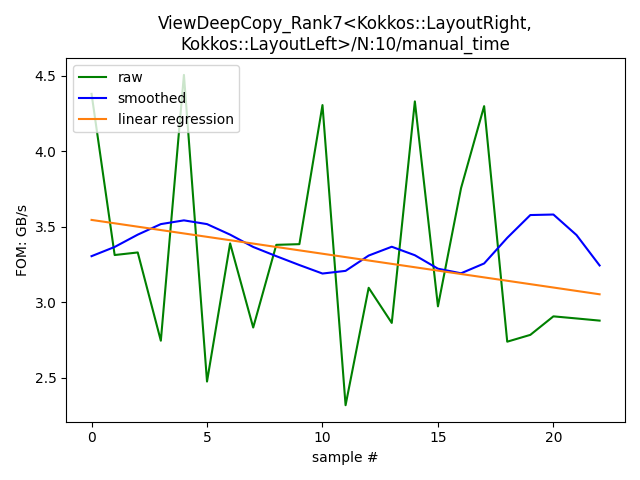 ViewDeepCopy_Rank7<Kokkos::LayoutRight,
Kokkos::LayoutLeft>/N:10/manual_time
raw
smoothed
linear regression
FOM: GB/s
4.5
4.0
3.5
3.0
2.5
0
5
10
15
20
sample #